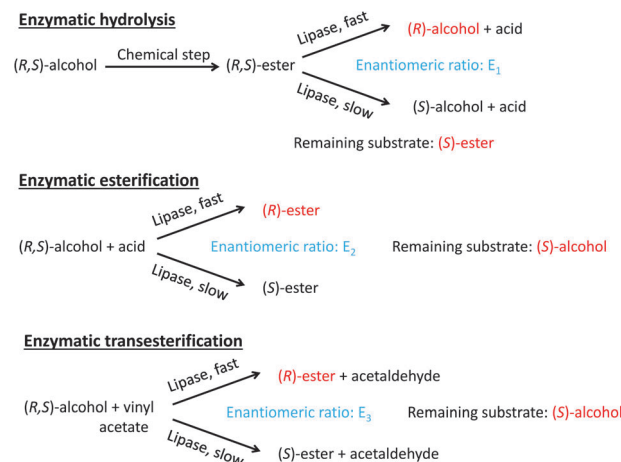 Enzymatic hydrolysis
Lipase, fast
(R)-alcohol + acid
(R,S)-alcohol
Chemical step
(R,S)-ester
Enantiomeric ratio: E1
Lipase, slow
(S)-alcohol + acid
Remaining substrate: (S)-ester
Enzymatic esterification
Lipase, fast
(R)-ester
(R,S)-alcohol + acid
Enantiomeric ratio: E2
Remaining substrate: (S)-alcohol
Lipase, slow
(S)-ester
Enzymatic transesterification
Lipase, fast
(R)-ester + acetaldehyde
(R,S)-alcohol + vinyl
acetate
Enantiomeric ratio: E3
Remaining substrate: (S)-alcohol
Lipase, slow
(S)-ester + acetaldehyde